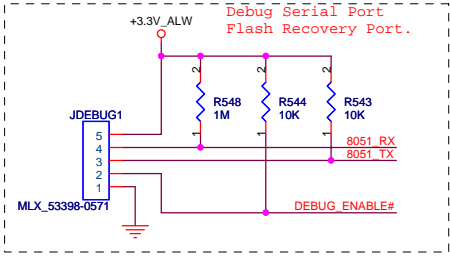 Debug Serial Port
Flash Recovery Port.
+3.3V_ALW
2 2 2
R548 R544 R543
1M 10K 10K
1 1 1
JDEBUG1
5
4 8051_RX
3 8051_TX
2
1
MLX_53398-0571 DEBUG_ENABLE#